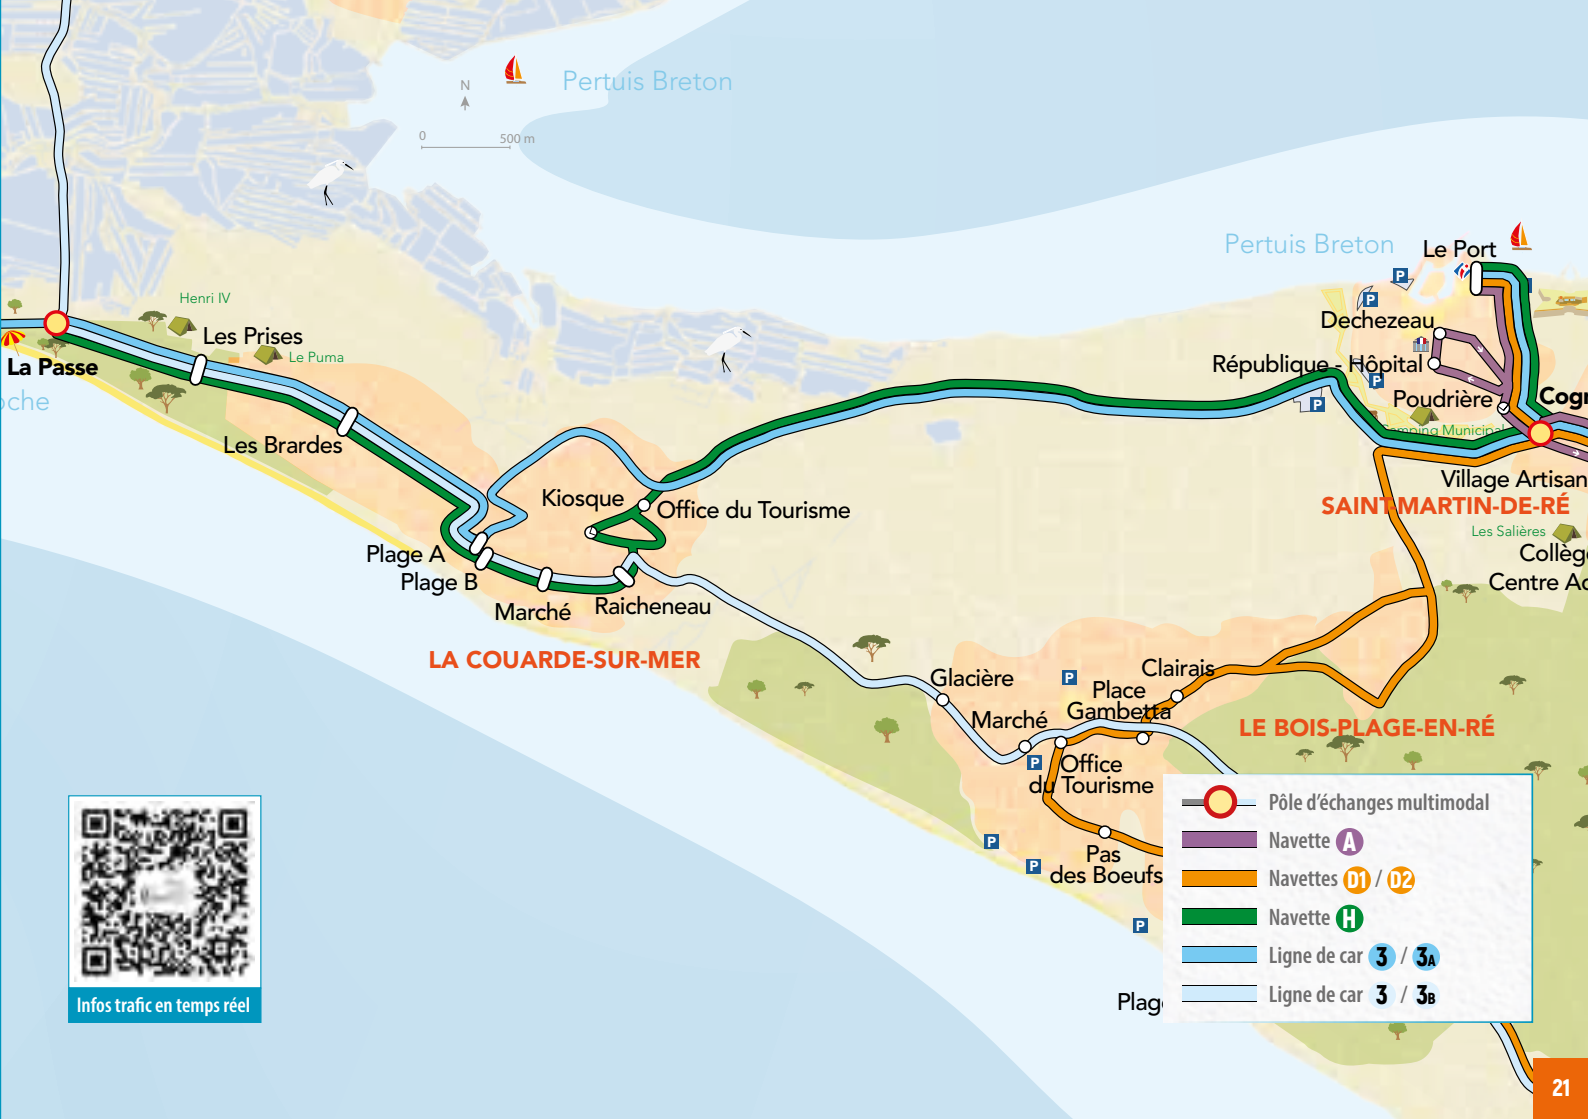 Pertuis Breton
N
0 500 m
Pertuis Breton
Le Port
P
P
Henri IV
Dechezeau
Les Prises
Le Puma
La Passe
République - Hôpital
P
P
Poudrière
Camping Municipal
Les Brardes
Village Artisan
SAINT-MARTIN-DE-RÉ
Kiosque
Office du Tourisme
Les Salières
Plage A
Plage B
Marché
Raicheneau
LA COUARDE-SUR-MER
Glacière
P
Clairais
Place
Gambetta
Marché
LE BOIS-PLAGE-EN-RÉ
P
Office
du Tourisme
P
P
Pas
des Boeufs
P
Pôle d’échanges multimodal
Navette A
Navettes D1 / D2
Navette H
Ligne de car 3 / 3A
Ligne de car 3 / 3B
Infos trafic en temps réel
21